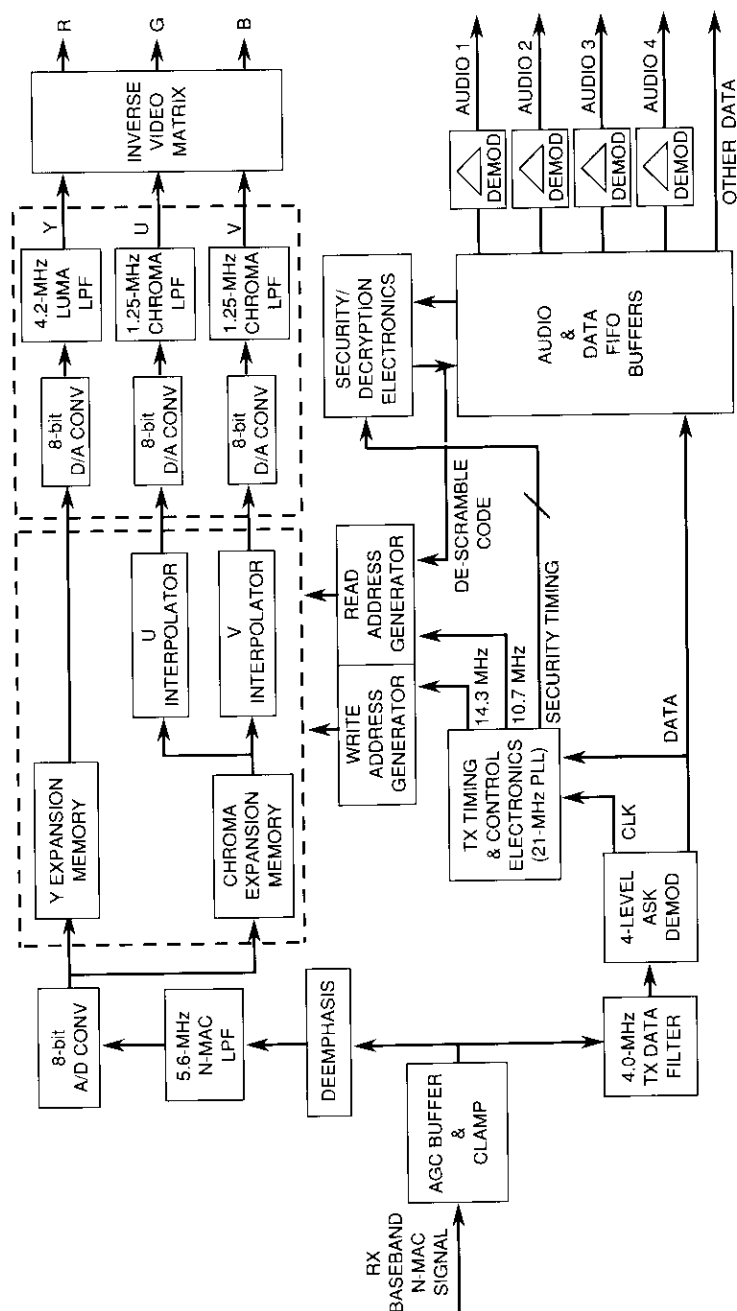 RX
BASEBAND
N-MAC
SIGNAL
AGC BUFFER
&
CLAMP
DEEMPHASIS
5.6-MHz
N-MAC
LPF
8-bit
A/D CONV
Y EXPANSION
MEMORY
CHROMA
EXPANSION
MEMORY
U
INTERPOLATOR
V
INTERPOLATOR
8-bit
D/A CONV
8-bit
D/A CONV
8-bit
D/A CONV
4.2-MHz
LUMA
LPF
1.25-MHz
CHROMA
LPF
1.25-MHz
CHROMA
LPF
Y
U
V
INVERSE
VIDEO
MATRIX
R
G
B
WRITE
ADDRESS
GENERATOR
READ
ADDRESS
GENERATOR
14.3 MHz
10.7 MHz
SECURITY TIMING
DE-SCRAMBLE
CODE
SECURITY/
DECRYPTION
ELECTRONICS
TX TIMING
& CONTROL
ELECTRONICS
(21-MHz PLL)
CLK
DATA
4.0-MHz
TX DATA
FILTER
4-LEVEL
ASK
DEMOD
AUDIO
&
DATA
FIFO
BUFFERS
DEMOD
DEMOD
DEMOD
DEMOD
AUDIO 1
AUDIO 2
AUDIO 3
AUDIO 4
OTHER DATA